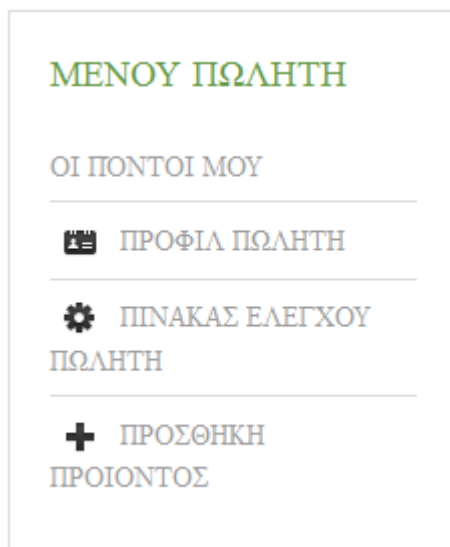 ΜΕΝΟΥ ΠΩΛΗΤΗ
ΟΙ ΠΟΝΤΟΙ ΜΟΥ
ΠΡΟΦΙΛ ΠΩΛΗΤΗ
ΠΙΝΑΚΑΣ ΕΛΕΓΧΟΥ
ΠΩΛΗΤΗ
ΠΡΟΣΘΗΚΗ
ΠΡΟΙΟΝΤΟΣ